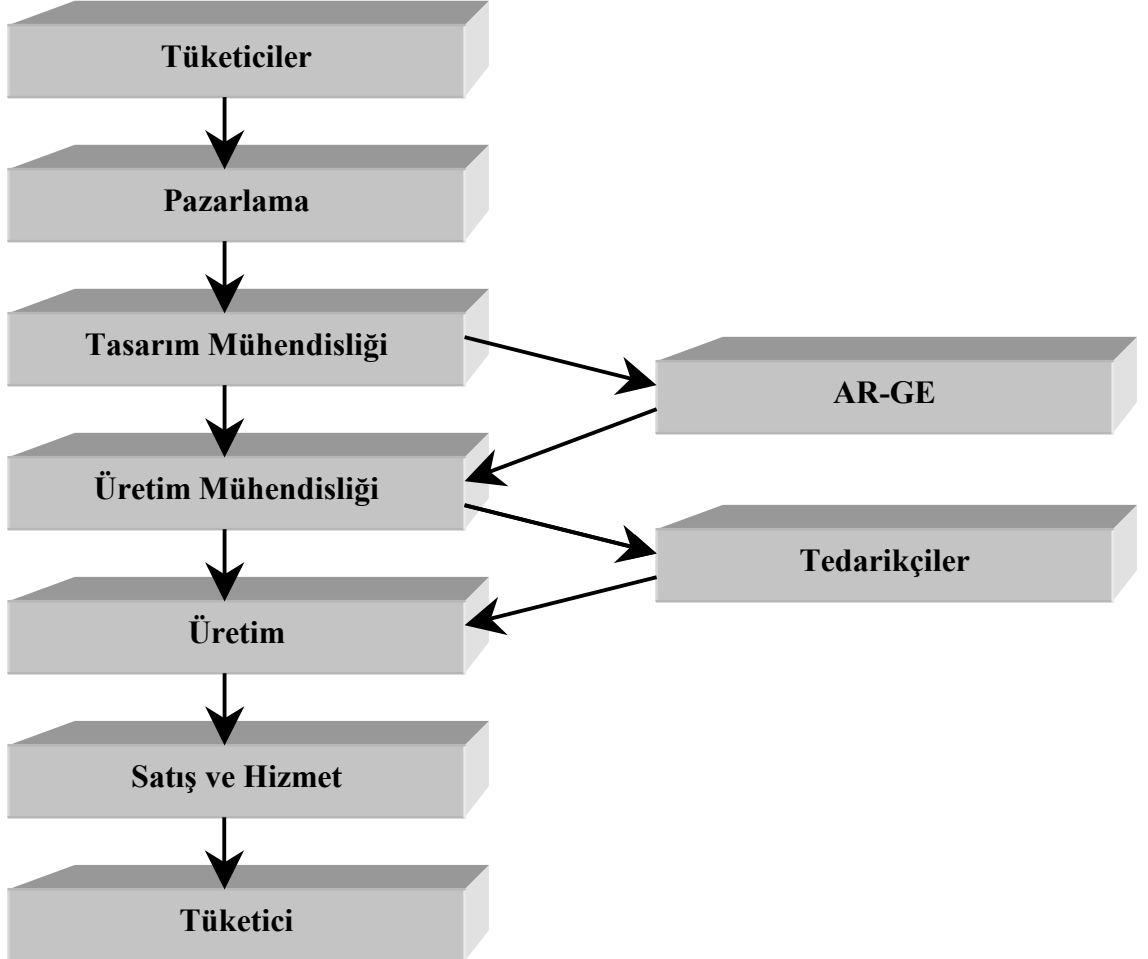 Tüketiciler
Pazarlama
Tasarım Mühendisliği
AR-GE
Üretim Mühendisliği
Tedarikçiler
Üretim
Satış ve Hizmet
Tüketici